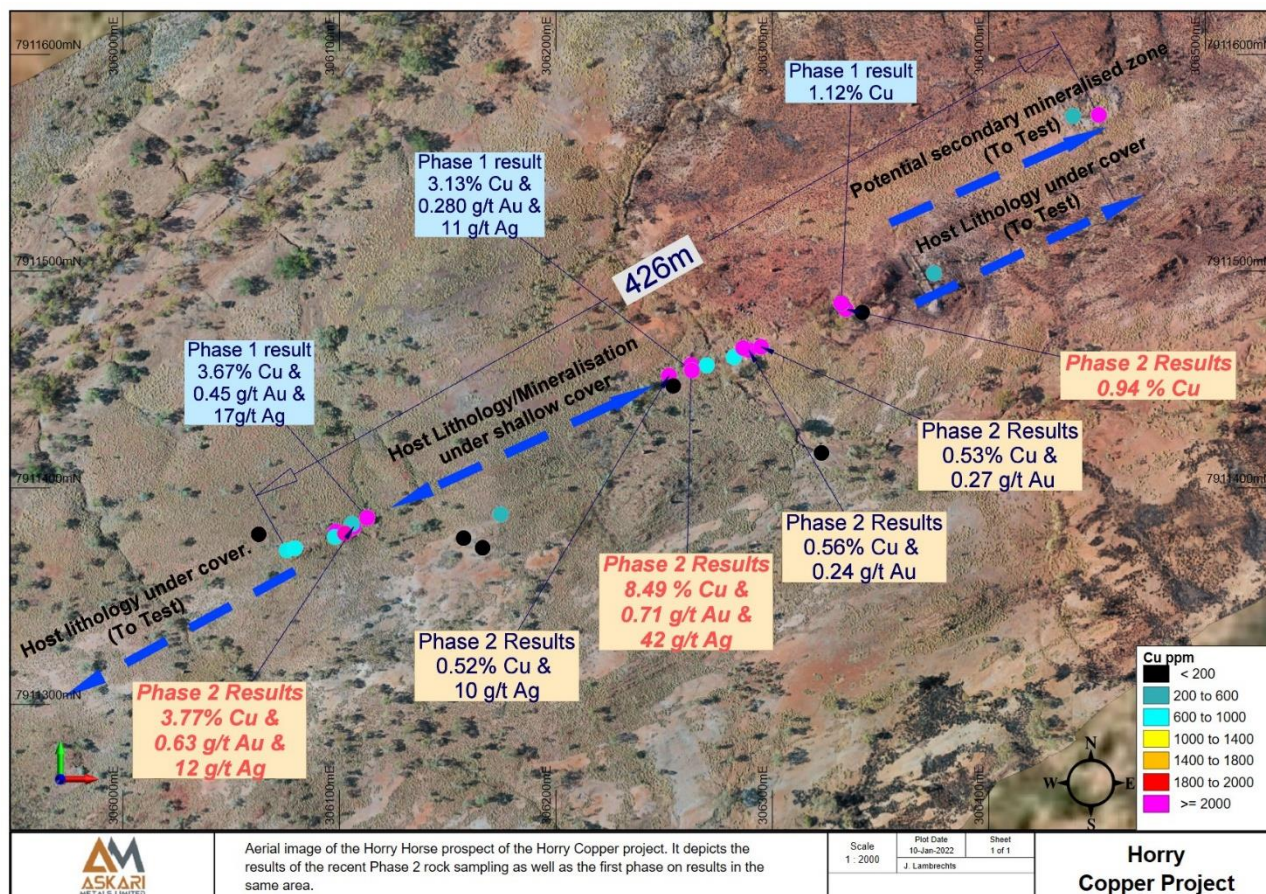 306000mE
306100mE
306200mE
306300mE
306400mE
306500mE
7911600mN
7911600mN
Phase 1 result
1.12% Cu
Potential secondary mineralised zone
(To Test)
Host Lithology under cover
(To Test)
Phase 1 result
3.13% Cu &
0.280 g/t Au &
11 g/t Ag
7911500mN
7911500mN
426m
Phase 1 result
3.67% Cu &
0.45 g/t Au &
17g/t Ag
Host Lithology/Mineralisation
under shallow cover
Phase 2 Results
0.94 % Cu
7911400mN
7911400mN
Phase 2 Results
0.53% Cu &
0.27 g/t Au
Phase 2 Results
0.56% Cu &
0.24 g/t Au
Phase 2 Results
8.49 % Cu &
0.71 g/t Au &
42 g/t Ag
Host lithology under cover.
(To Test)
Phase 2 Results
0.52% Cu &
10 g/t Ag
7911300mN
Phase 2 Results
3.77% Cu &
0.63 g/t Au &
12 g/t Ag
Cu ppm
< 200
200 to 600
600 to 1000
1000 to 1400
1400 to 1800
1800 to 2000
>= 2000
N
W
E
S
306000mE
306100mE
306200mE
306300mE
306400mE
AM
ASKARI
METALS LIMITED
Aerial image of the Horry Horse prospect of the Horry Copper project. It depicts the
results of the recent Phase 2 rock sampling as well as the first phase on results in the
same area.
Scale
1 : 2000
Plot Date
10-Jan-2022
Sheet
1 of 1
J. Lambrechts
Horry
Copper Project